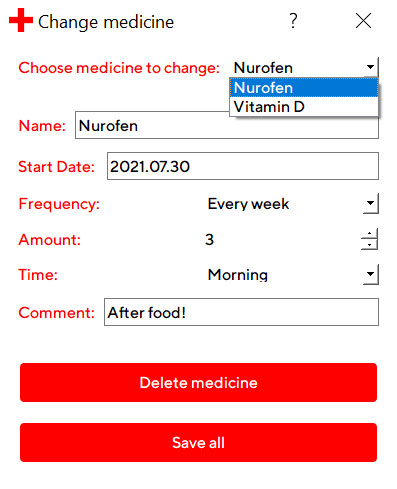 Change medicine ?
Choose medicine to change: Nurofen
Nurofen
Vitamin D
Name: Nurofen
Start Date: 2021.07.30
Frequency: Every week
Amount: 3
Time: Morning
Comment: After food!
Delete medicine
Save all